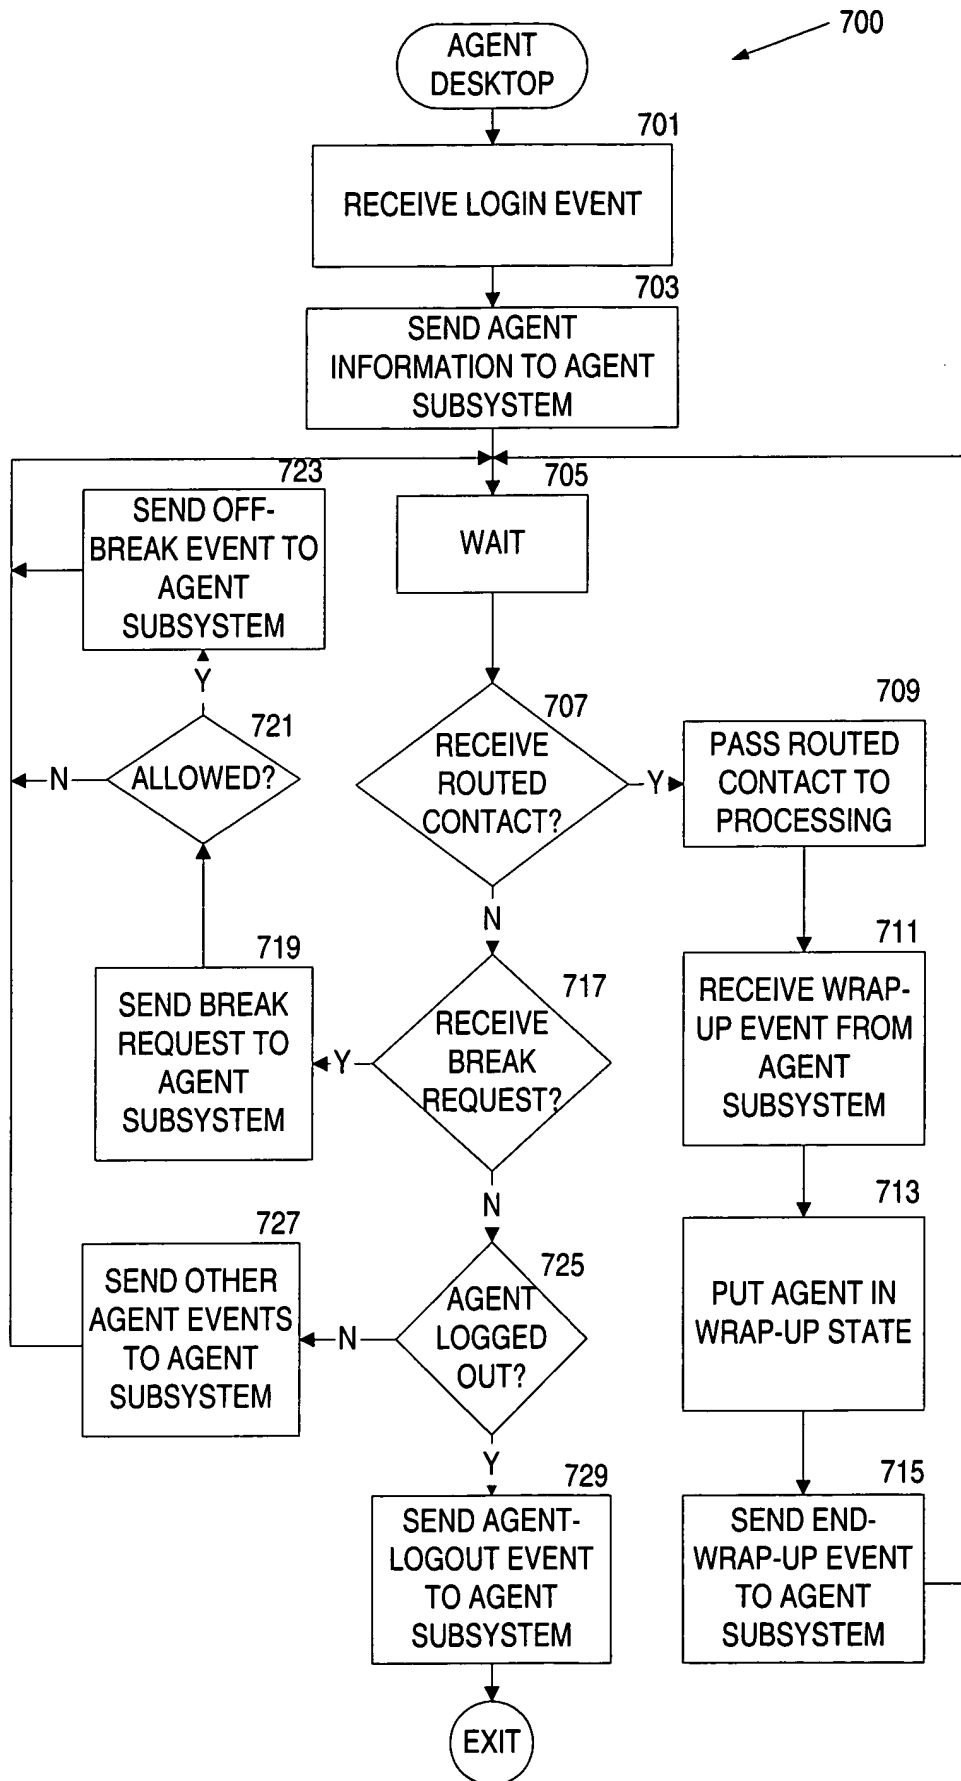 700
AGENT
DESKTOP
701
RECEIVE LOGIN EVENT
703
SEND AGENT
INFORMATION TO AGENT
SUBSYSTEM
723
SEND OFF-
BREAK EVENT TO
AGENT
SUBSYSTEM
705
WAIT
Y
721
ALLOWED?
N
707
RECEIVE
ROUTED
CONTACT?
Y
709
PASS ROUTED
CONTACT TO
PROCESSING
N
719
SEND BREAK
REQUEST TO
AGENT
SUBSYSTEM
717
RECEIVE
BREAK
REQUEST?
Y
711
RECEIVE WRAP-
UP EVENT FROM
AGENT
SUBSYSTEM
N
727
SEND OTHER
AGENT EVENTS
TO AGENT
SUBSYSTEM
725
AGENT
LOGGED
OUT?
N
713
PUT AGENT IN
WRAP-UP STATE
Y
729
SEND AGENT-
LOGOUT EVENT
TO AGENT
SUBSYSTEM
715
SEND END-
WRAP-UP EVENT
TO AGENT
SUBSYSTEM
EXIT